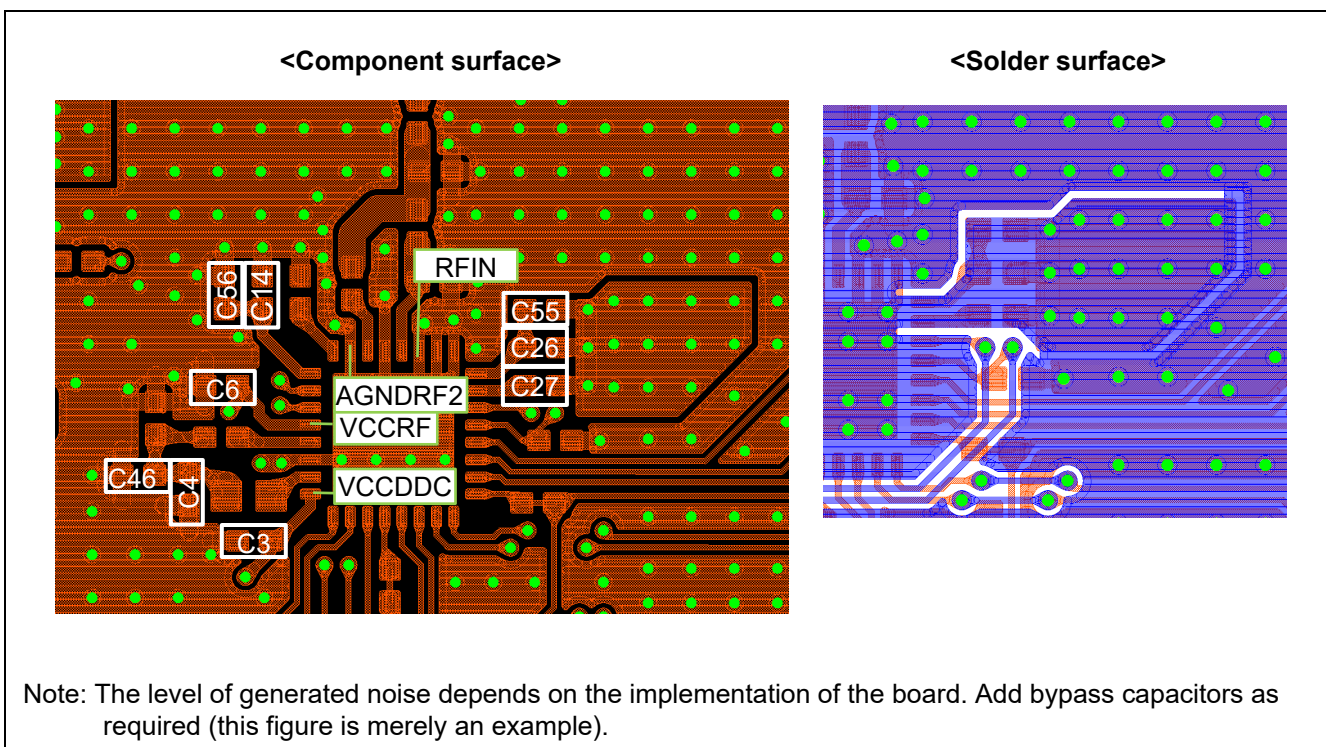 <Component surface>
<Solder surface>
RFIN
C56
C14
C55
C26
C27
C6
AGNDRF2
VCCRF
C46
C4
VCCDDC
C3
Note: The level of generated noise depends on the implementation of the board. Add bypass capacitors as
required (this figure is merely an example).